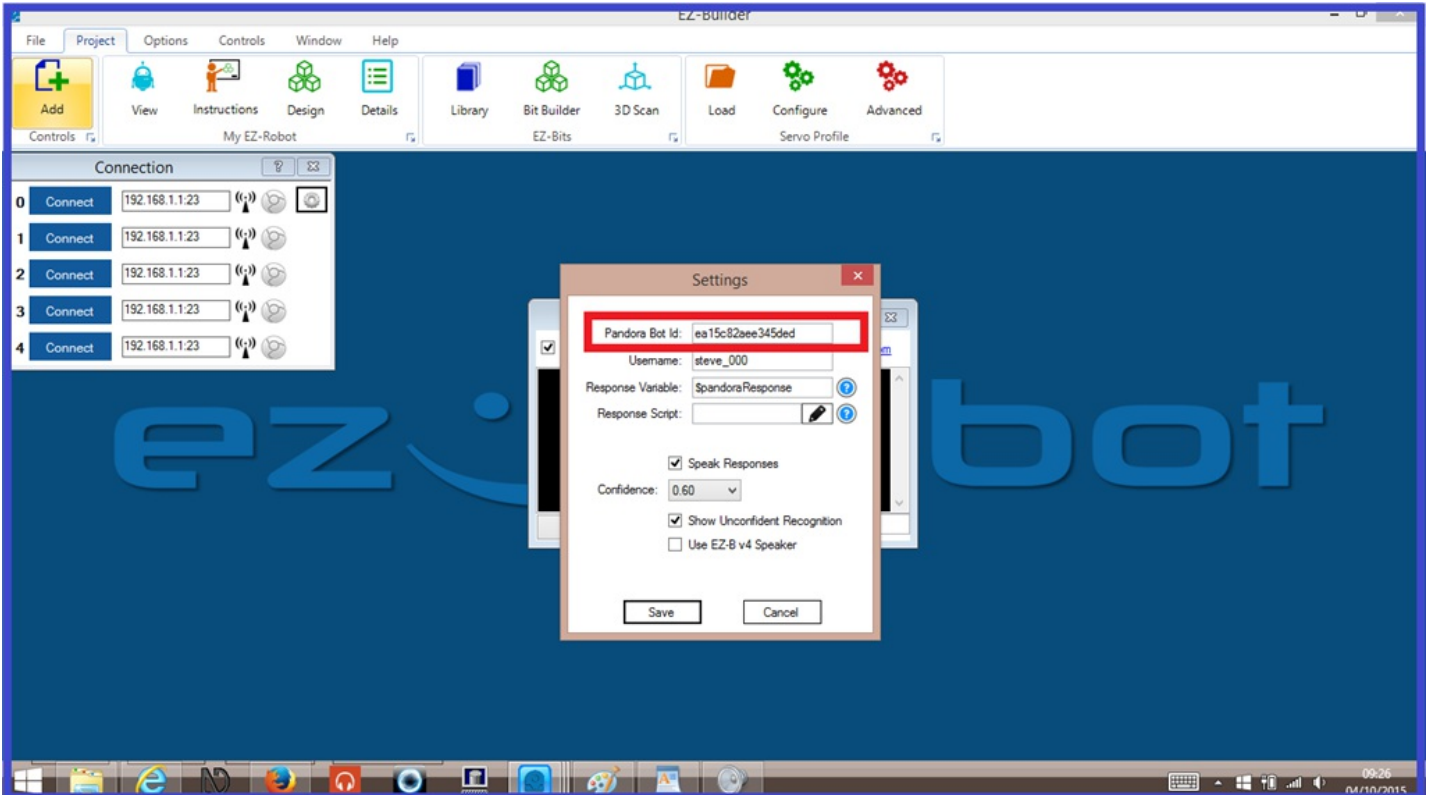 EZ-Builder
File Project Options Controls Window Help
Add View Instructions Design Details Library Bit Builder 3D Scan Load Configure Advanced
Controls My EZ-Robot EZ-Bits Servo Profile
Connection
0 Connect 192.168.1.1:23
1 Connect 192.168.1.1:23
2 Connect 192.168.1.1:23
3 Connect 192.168.1.1:23
4 Connect 192.168.1.1:23
Settings
Pandora Bot Id: ea15c82aee345ded
Username: steve_000
Response Variable: $pandoraResponse
Response Script:
Speak Responses
Confidence: 0.60
Show Unconfident Recognition
Use EZ-B v4 Speaker
Save Cancel
ez bot
09:26
04/10/2015